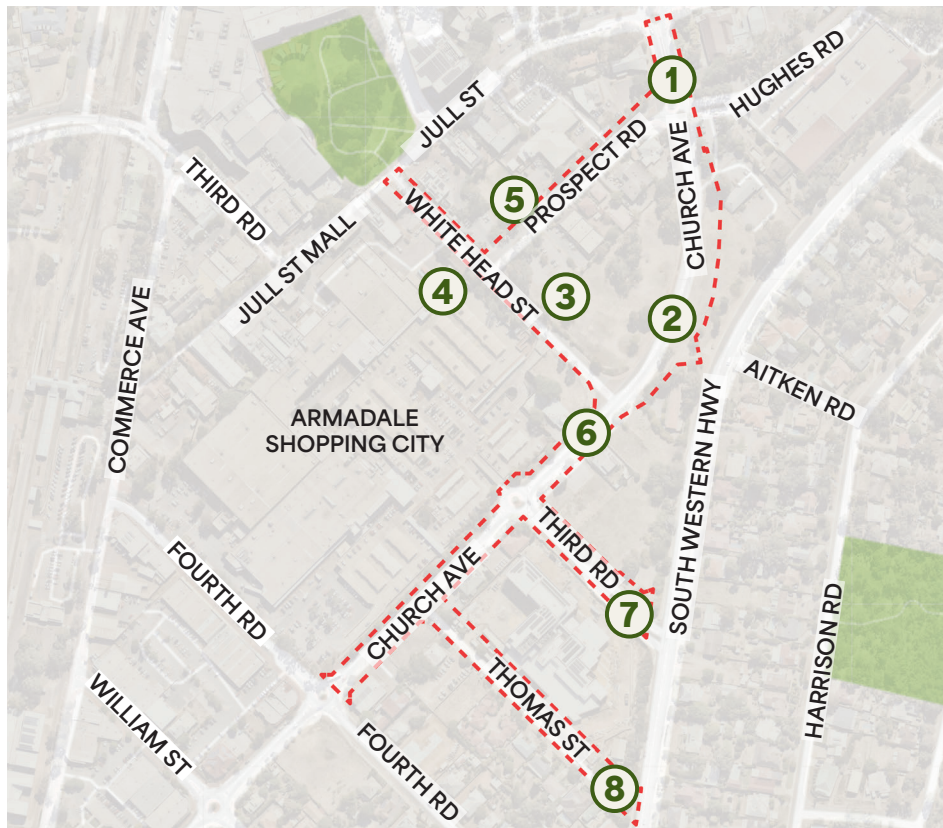 1
HUGHES RD
JULL ST
CHURCH AVE
PROSPECT RD
THIRD RD
5
WHITE HEAD ST
JULL ST MALL
4
3
2
COMMERCE AVE
AITKEN RD
ARMADALE
SHOPPING CITY
6
SOUTH WESTERN HWY
THIRD RD
FOURTH RD
CHURCH AVE
7
HARRISON RD
THOMAS ST
WILLIAM ST
FOURTH RD
8